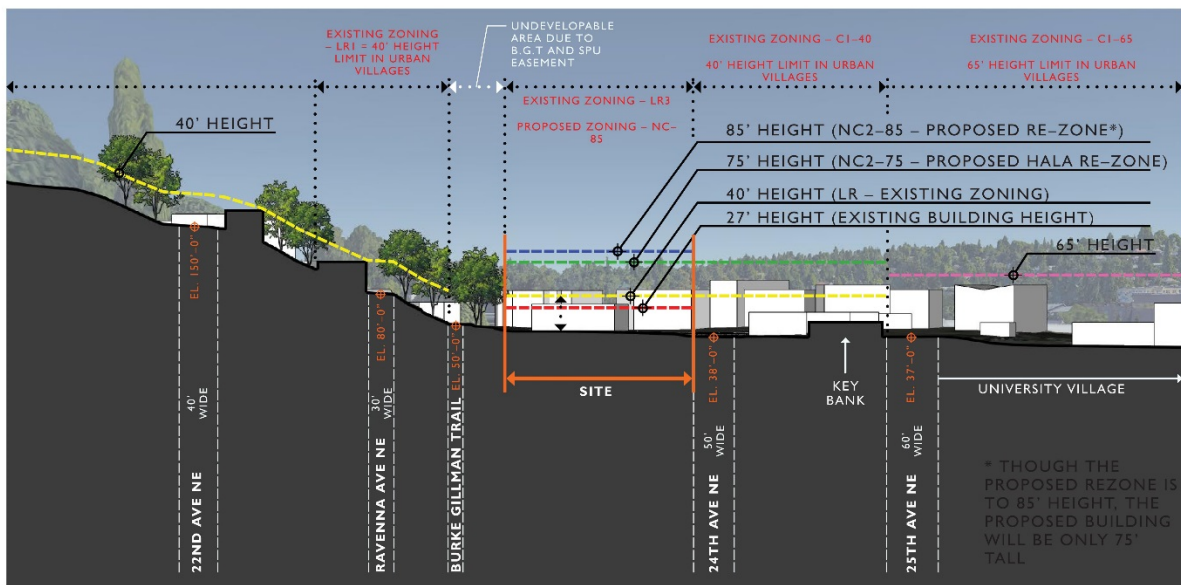 EXISTING ZONING
– LR1 = 40' HEIGHT
LIMIT IN URBAN
VILLAGES
UNDEVELOPABLE
AREA DUE TO
B.G.T AND SPU
EASEMENT
EXISTING ZONING – C1–40
40' HEIGHT LIMIT IN URBAN
VILLAGES
EXISTING ZONING – C1–65
65' HEIGHT LIMIT IN URBAN
VILLAGES
EXISTING ZONING – LR3
PROPOSED ZONING – NC–
85
40' HEIGHT
85' HEIGHT (NC2–85 – PROPOSED RE–ZONE*)
75' HEIGHT (NC2–75 – PROPOSED HALA RE–ZONE)
40' HEIGHT (LR – EXISTING ZONING)
27' HEIGHT (EXISTING BUILDING HEIGHT)
65' HEIGHT
EL. 150'-0"
EL. 80'-0"
EL. 50'-0"
SITE
EL. 38'-0"
KEY
BANK
EL. 37'-0"
UNIVERSITY VILLAGE
40'
WIDE
30'
WIDE
50'
WIDE
60'
WIDE
22ND AVE NE
RAVENNA AVE NE
BURKE GILLMAN TRAIL
24TH AVE NE
25TH AVE NE
* THOUGH THE
PROPOSED REZONE IS
TO 85' HEIGHT, THE
PROPOSED BUILDING
WILL BE ONLY 75'
TALL